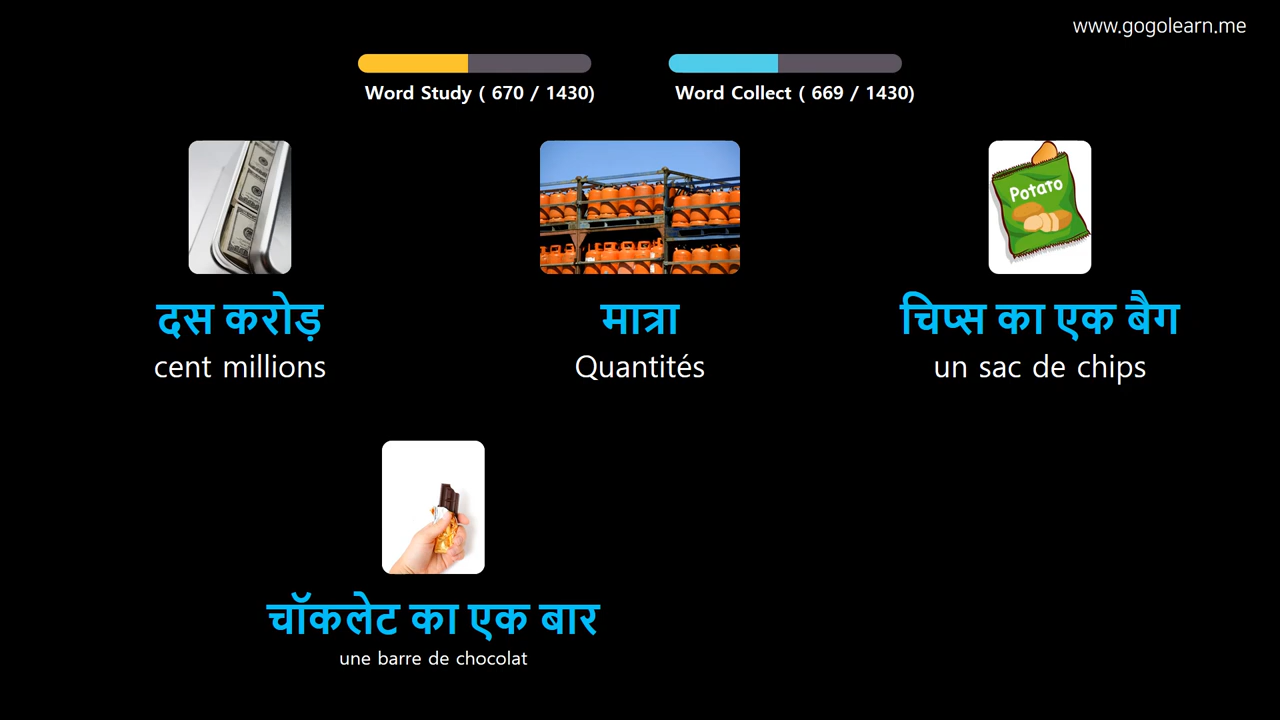 www.gogolearn.me
Word Study ( 670 / 1430)
Word Collect ( 669 / 1430)
Potato
दस करोड़
cent millions
मात्रा
Quantités
चिप्स का एक बैग
un sac de chips
चॉकलेट का एक बार
une barre de chocolat